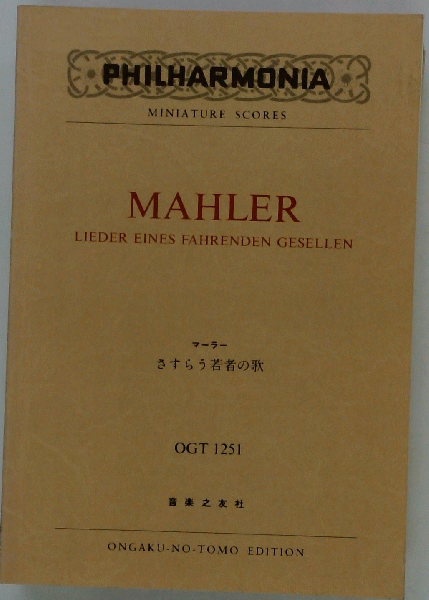 PHILHARMONIA
MINIATURE SCORES
MAHLER
LIEDER EINES FAHRENDEN GESELLEN
マーラー
さすらう若者の歌
OGT 1251
音楽之友社
ONGAKU-NO-TOMO EDITION